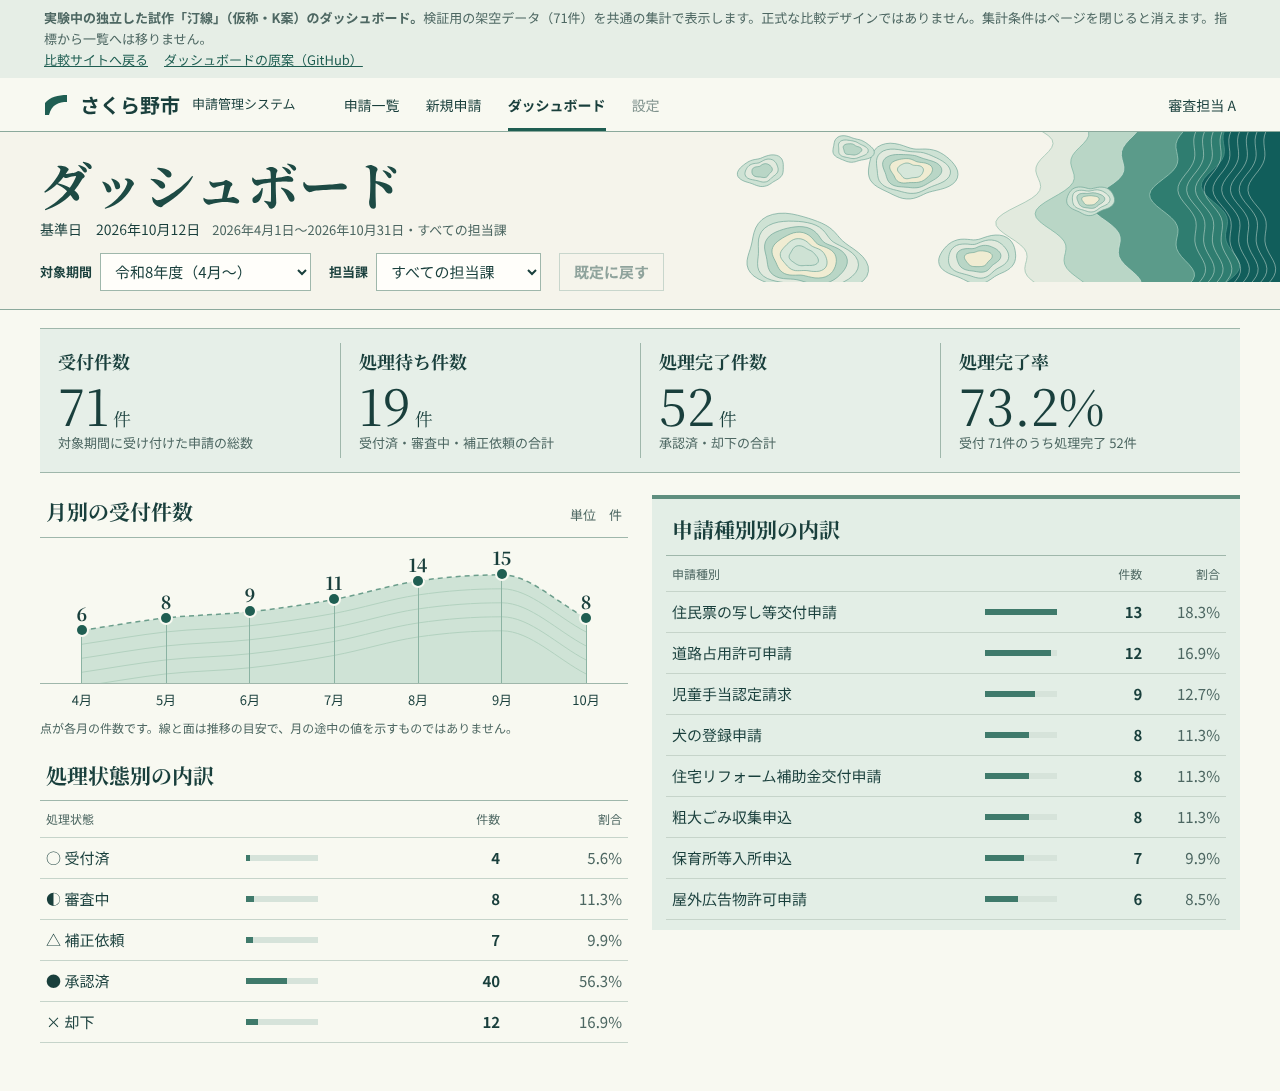 実験中の独立した試作「汀線」（仮称・K案）のダッシュボード。検証用の架空データ（71件）を共通の集計で表示します。正式な比較デザインではありません。集計条件はページを閉じると消えます。指
標から一覧へは移りません。
比較サイトへ戻る ダッシュボードの原案（GitHub）
さくら野市 申請管理システム 申請一覧 新規申請 ダッシュボード 設定 審査担当 A
ダッシュボード
基準日 2026年10月12日 2026年4月1日〜2026年10月31日・すべての担当課
対象期間 令和8年度（4月〜） 担当課 すべての担当課 既定に戻す
受付件数
71 件
対象期間に受け付けた申請の総数
処理待ち件数
19 件
受付済・審査中・補正依頼の合計
処理完了件数
52 件
承認済・却下の合計
処理完了率
73.2%
受付 71件のうち処理完了 52件
月別の受付件数 単位 件
6 8 9 11 14 15 8
4月 5月 6月 7月 8月 9月 10月
点が各月の件数です。線と面は推移の目安で、月の途中の値を示すものではありません。
処理状態別の内訳
処理状態 件数 割合
○ 受付済 4 5.6%
◐ 審査中 8 11.3%
△ 補正依頼 7 9.9%
● 承認済 40 56.3%
× 却下 12 16.9%
申請種別別の内訳
申請種別 件数 割合
住民票の写し等交付申請 13 18.3%
道路占用許可申請 12 16.9%
児童手当認定請求 9 12.7%
犬の登録申請 8 11.3%
住宅リフォーム補助金交付申請 8 11.3%
粗大ごみ収集申込 8 11.3%
保育所等入所申込 7 9.9%
屋外広告物許可申請 6 8.5%